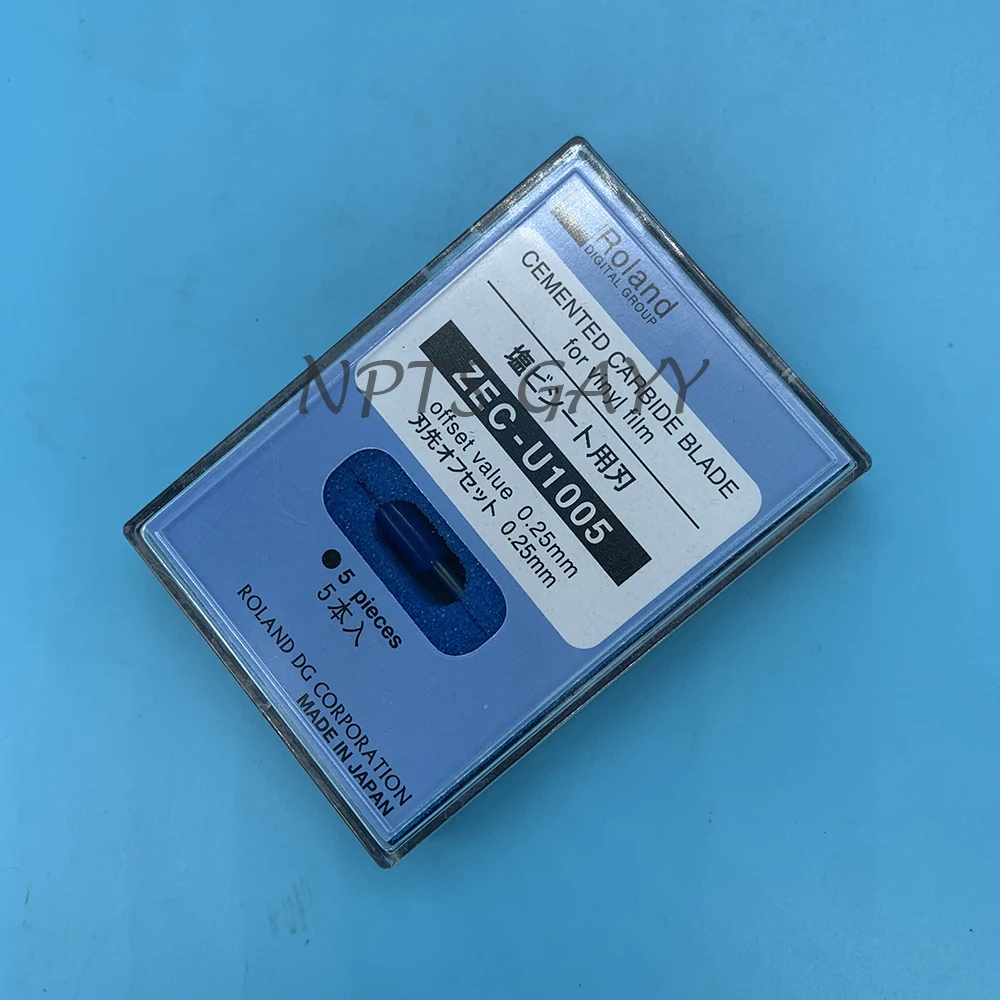 Roland
DIGITAL GROUP
CEMENTED CARBIDE BLADE
for vinyl film
塩ビシート用刃
ZEC-U1005
offset value 0.25mm
刃先オフセット 0.25mm
● 5 pieces
5本入
ROLAND DG CORPORATION
MADE IN JAPAN
NPTS GAYY